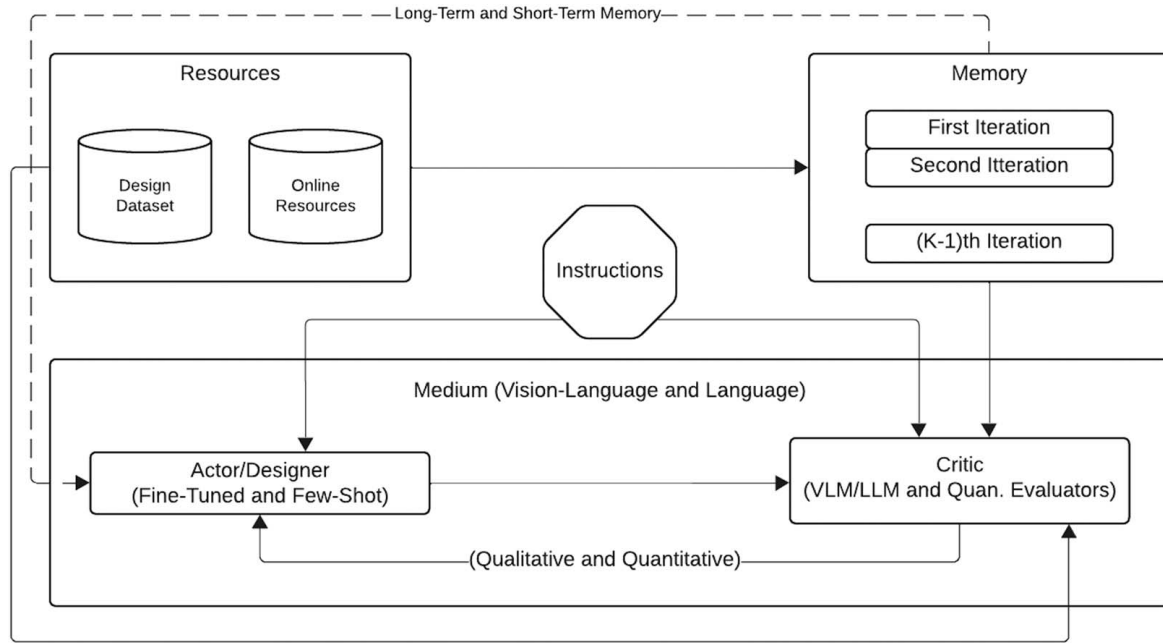 Long-Term and Short-Term Memory
Resources
Design
Dataset
Online
Resources
Memory
First Iteration
Second Itteration
(K-1)th Iteration
Instructions
Medium (Vision-Language and Language)
Actor/Designer
(Fine-Tuned and Few-Shot)
Critic
(VLM/LLM and Quan. Evaluators)
(Qualitative and Quantitative)